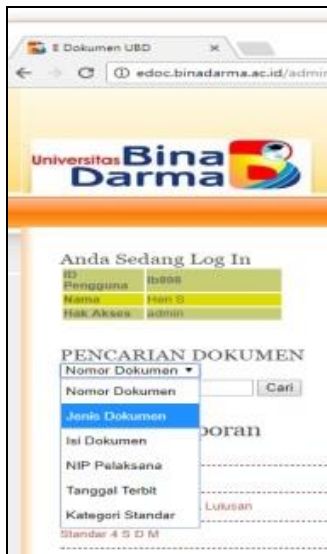 E Dokumen UBD
edoc.binadarma.ac.id/admin
Universitas Bina
Darma
Anda Sedang Log In
ID
Pengguna
Nama Hari S
Hak Akses admin
PENCARIAN DOKUMEN
Nomor Dokumen
Cari
Nomor Dokumen
Jenis Dokumen
Isi Dokumen
poran
NIP Pelaksana
Tanggal Terbit
Kategori Standar
Lulusan
Standar 4 S D M